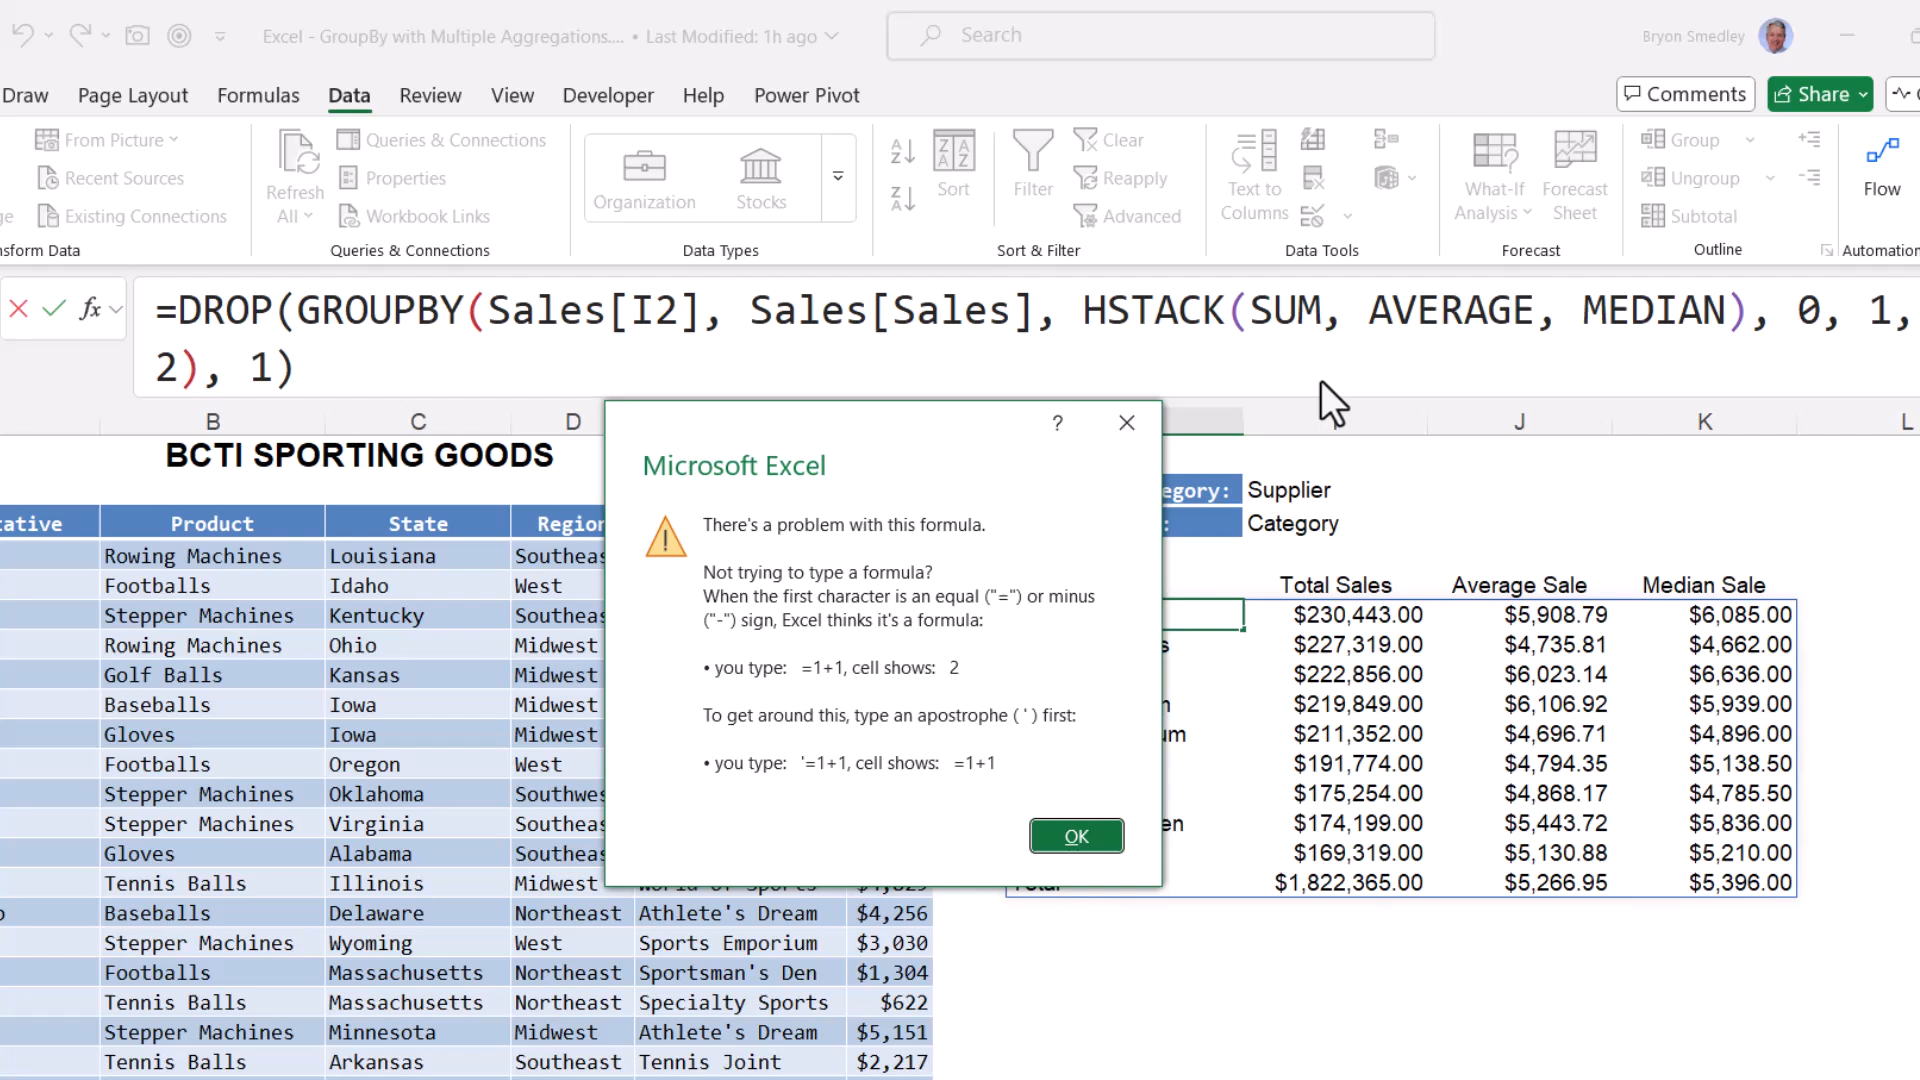 Excel - GroupBy with Multiple Aggregations.... • Last Modified: 1h ago
Search
Bryon Smedley
Draw Page Layout Formulas Data Review View Developer Help Power Pivot
Comments
Share
From Picture
Recent Sources
Existing Connections
nsform Data
Refresh All
Queries & Connections
Properties
Workbook Links
Queries & Connections
Organization
Stocks
Data Types
Sort
Filter
Clear
Reapply
Advanced
Sort & Filter
Text to Columns
Data Tools
What-If Analysis
Forecast Sheet
Forecast
Group
Ungroup
Subtotal
Outline
Flow
Automation
fx
=DROP(GROUPBY(Sales[I2], Sales[Sales], HSTACK(SUM, AVERAGE, MEDIAN), 0, 1,
2), 1)
B C D J K L
BCTI SPORTING GOODS
tative Product State Region
Rowing Machines Louisiana Southeas
Footballs Idaho West
Stepper Machines Kentucky Southeas
Rowing Machines Ohio Midwest
Golf Balls Kansas Midwest
Baseballs Iowa Midwest
Gloves Iowa Midwest
Footballs Oregon West
Stepper Machines Oklahoma Southwes
Stepper Machines Virginia Southeas
Gloves Alabama Southeas
Tennis Balls Illinois Midwest
Baseballs Delaware Northeast Athlete's Dream $4,256
Stepper Machines Wyoming West Sports Emporium $3,030
Footballs Massachusetts Northeast Sportsman's Den $1,304
Tennis Balls Massachusetts Northeast Specialty Sports $622
Stepper Machines Minnesota Midwest Athlete's Dream $5,151
Tennis Balls Arkansas Southeast Tennis Joint $2,217
?
Microsoft Excel
There's a problem with this formula.
Not trying to type a formula?
When the first character is an equal ("=") or minus
("-") sign, Excel thinks it's a formula:
• you type: =1+1, cell shows: 2
To get around this, type an apostrophe ( ' ) first:
• you type: '=1+1, cell shows: =1+1
OK
egory: Supplier
: Category
Total Sales Average Sale Median Sale
$230,443.00 $5,908.79 $6,085.00
s $227,319.00 $4,735.81 $4,662.00
$222,856.00 $6,023.14 $6,636.00
n $219,849.00 $6,106.92 $5,939.00
um $211,352.00 $4,696.71 $4,896.00
$191,774.00 $4,794.35 $5,138.50
$175,254.00 $4,868.17 $4,785.50
en $174,199.00 $5,443.72 $5,836.00
$169,319.00 $5,130.88 $5,210.00
$1,822,365.00 $5,266.95 $5,396.00